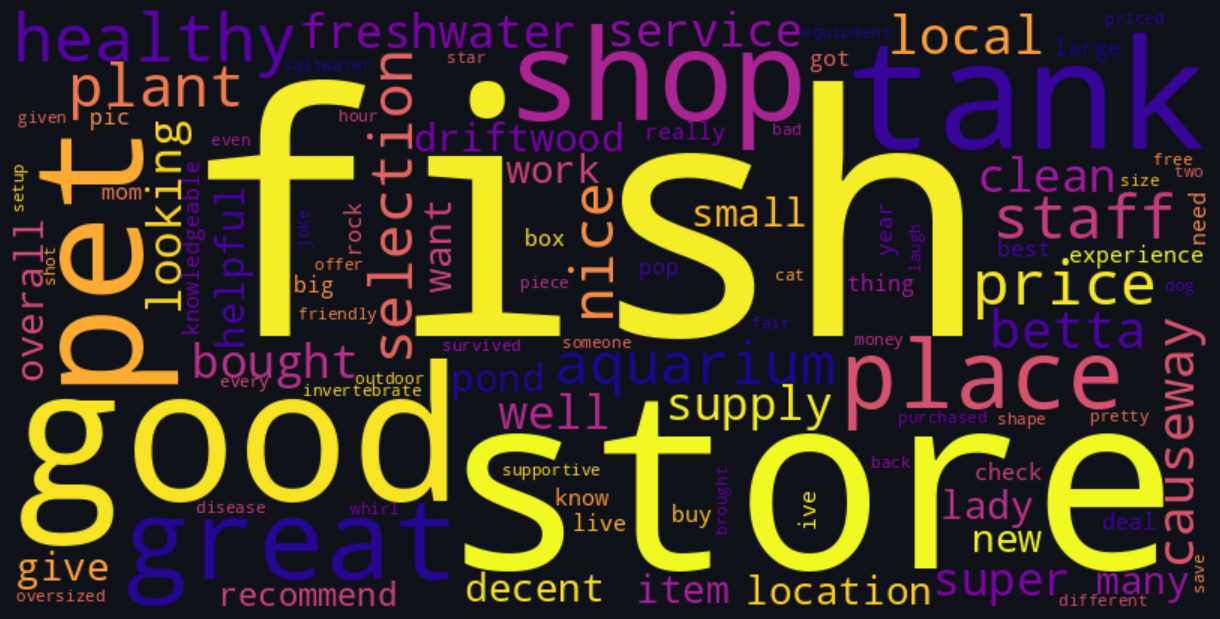 healthy
freshwater
service
equipment
local
priced
large
saltwater
star
shop
got
tank
plant
given
pic
hour
driftwood
really
bad
even
selection
work
clean
free
two
size
setup
pet
mom
looking
knowledgeable
helpful
fish
joke
rock
want
nice
small
year
laugh
staff
need
best
experience
overall
shot
offer
big
friendly
box
piece
pop
cat
thing
price
dog
fair
betta
bought
every
survived
someone
money
outdoor
invertebrate
pond
aquarium
place
causeway
good
well
supply
purchased
shape
pretty
store
supportive
know
live
buy
brought
ive
back
check
lady
new
deal
disease
whirl
great
give
oversized
recommend
decent
item
location
super
many
different
save